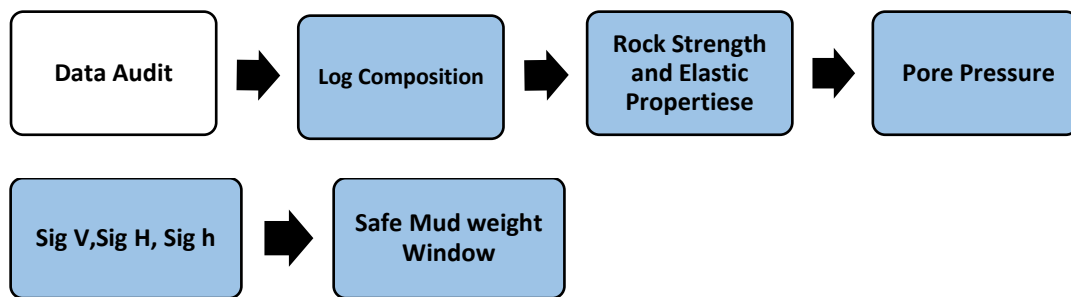 Data Audit
Log Composition
Rock Strength
and Elastic
Propertiese
Pore Pressure
Sig V,Sig H, Sig h
Safe Mud weight
Window